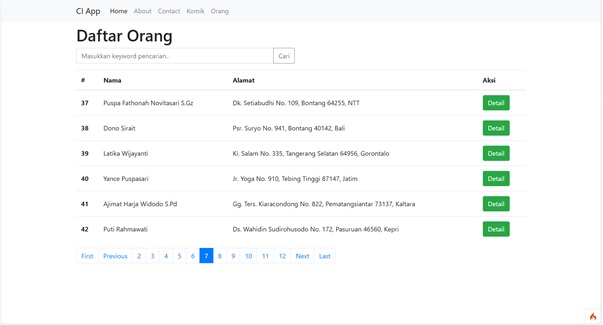 CI App Home About Contact Komik Orang
Daftar Orang
Masukkan keyword pencarian.. Cari
# Nama Alamat Aksi
37 Puspa Fathonah Novitasari S.Gz Dk. Setiabudhi No. 109, Bontang 64255, NTT Detail
38 Dono Sirait Psr. Suryo No. 941, Bontang 40142, Bali Detail
39 Latika Wijayanti Ki. Salam No. 335, Tangerang Selatan 64956, Gorontalo Detail
40 Yance Puspasari Jr. Yoga No. 910, Tebing Tinggi 87147, Jatim Detail
41 Ajimat Harja Widodo S.Pd Gg. Ters. Kiaracondong No. 822, Pematangsiantar 73137, Kaltara Detail
42 Puti Rahmawati Ds. Wahidin Sudirohusodo No. 172, Pasuruan 46560, Kepri Detail
First Previous 2 3 4 5 6 7 8 9 10 11 12 Next Last